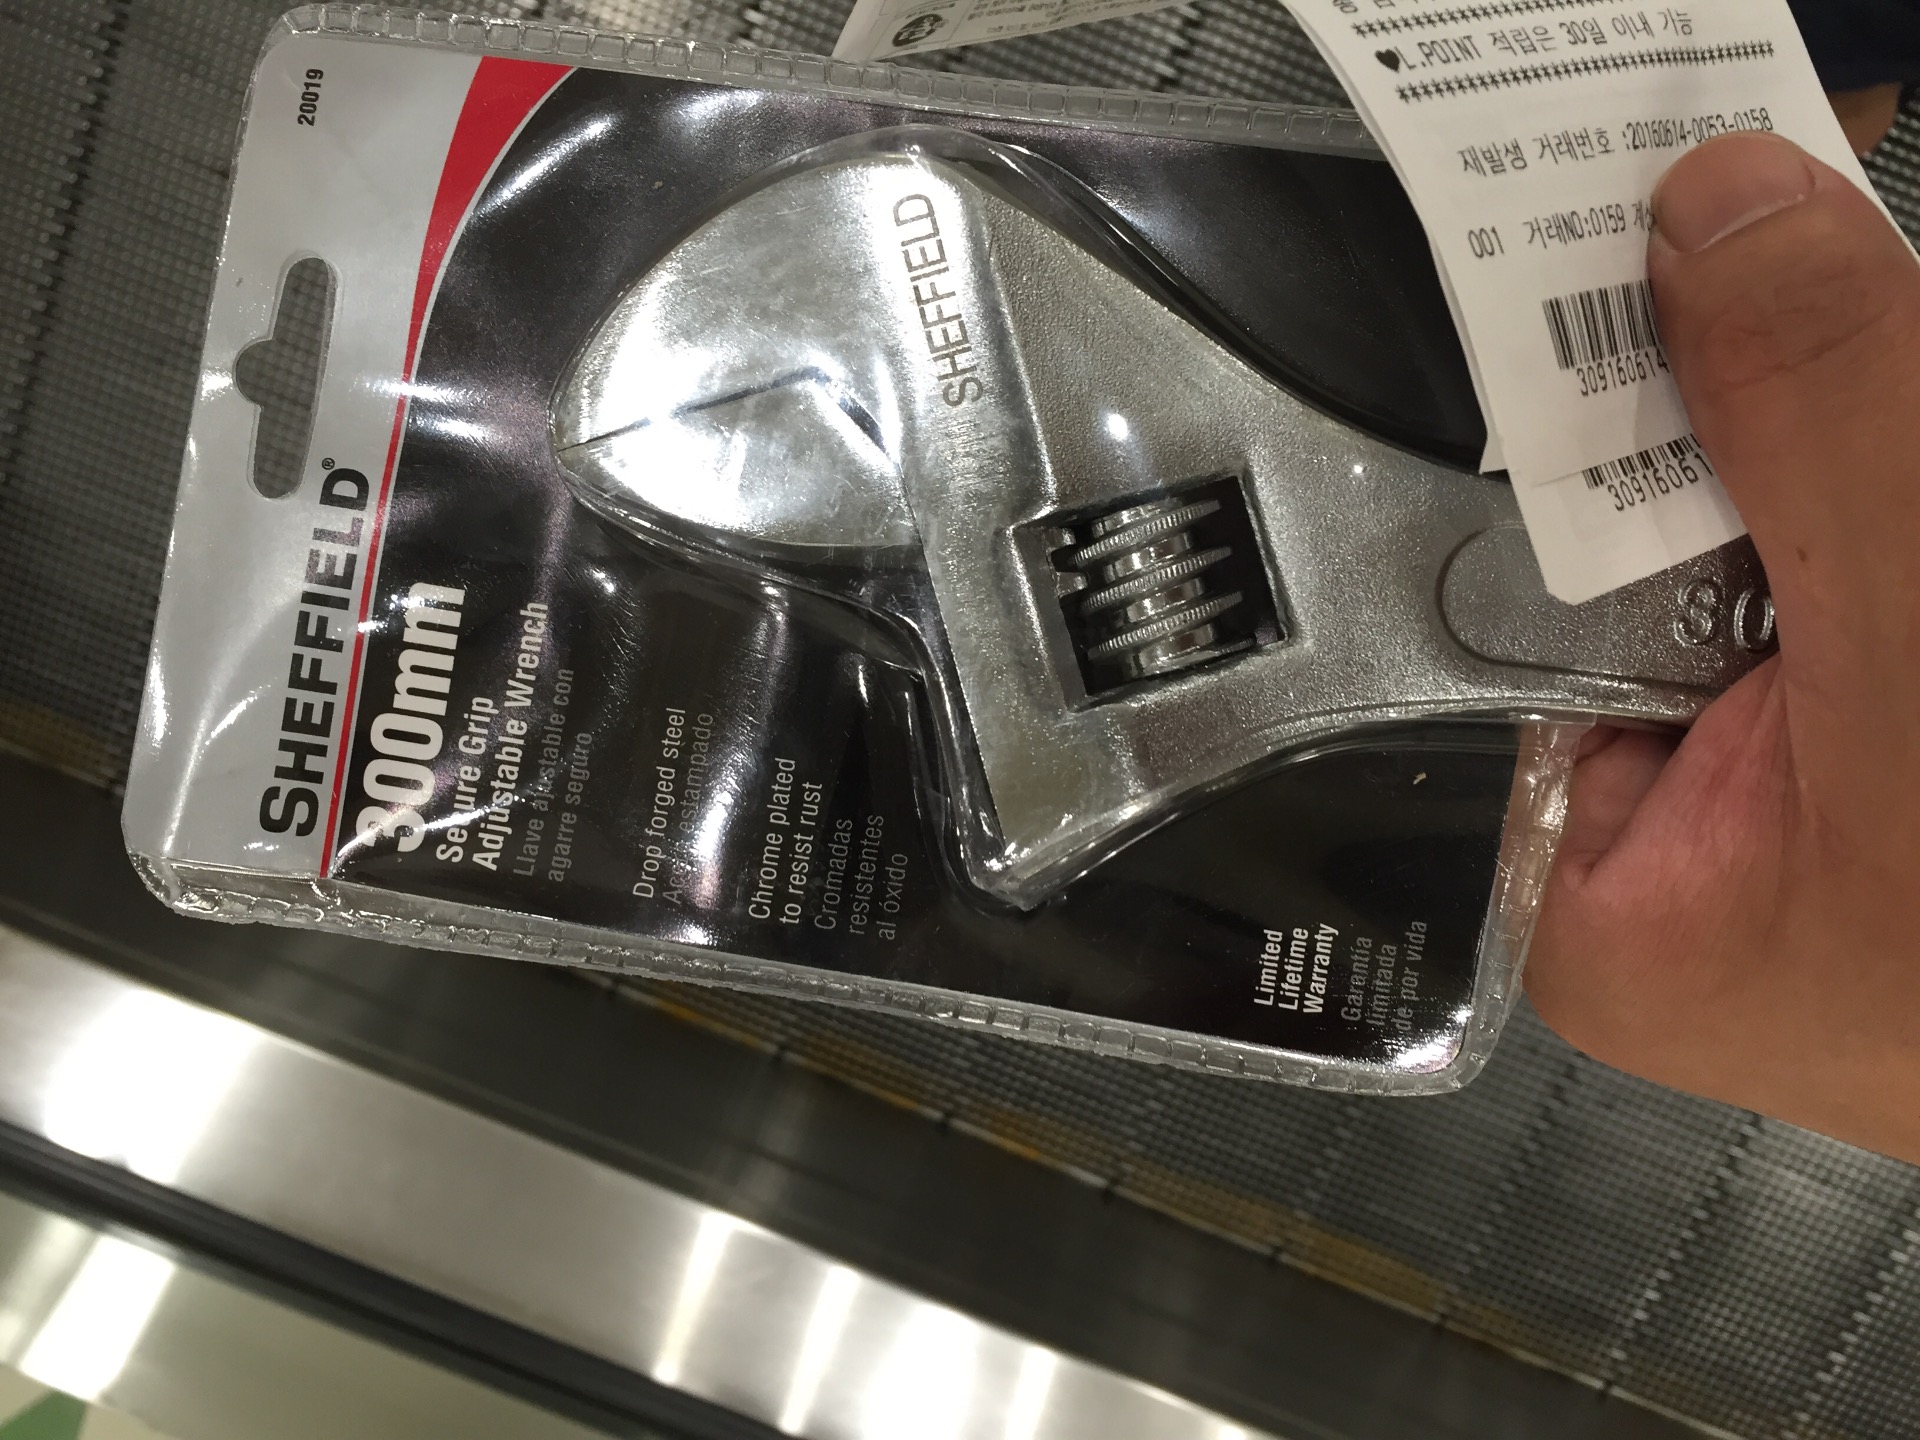 20019
SHEFFIELD®
300mm
Secure Grip
Adjustable Wrench
Llave ajustable con
agarre seguro
Drop forged steel
Acero estampado
Chrome plated
to resist rust
Cromadas
resistentes
al óxido
Limited
Lifetime
Warranty
Garantía
limitada
de por vida
SHEFFIELD
30
*****************************************
♥L.POINT 적립은 30일 이내 가능
*****************************************
재발생 거래번호 :20160614-0053-0158
001 거래NO:0159
309160614
30916061